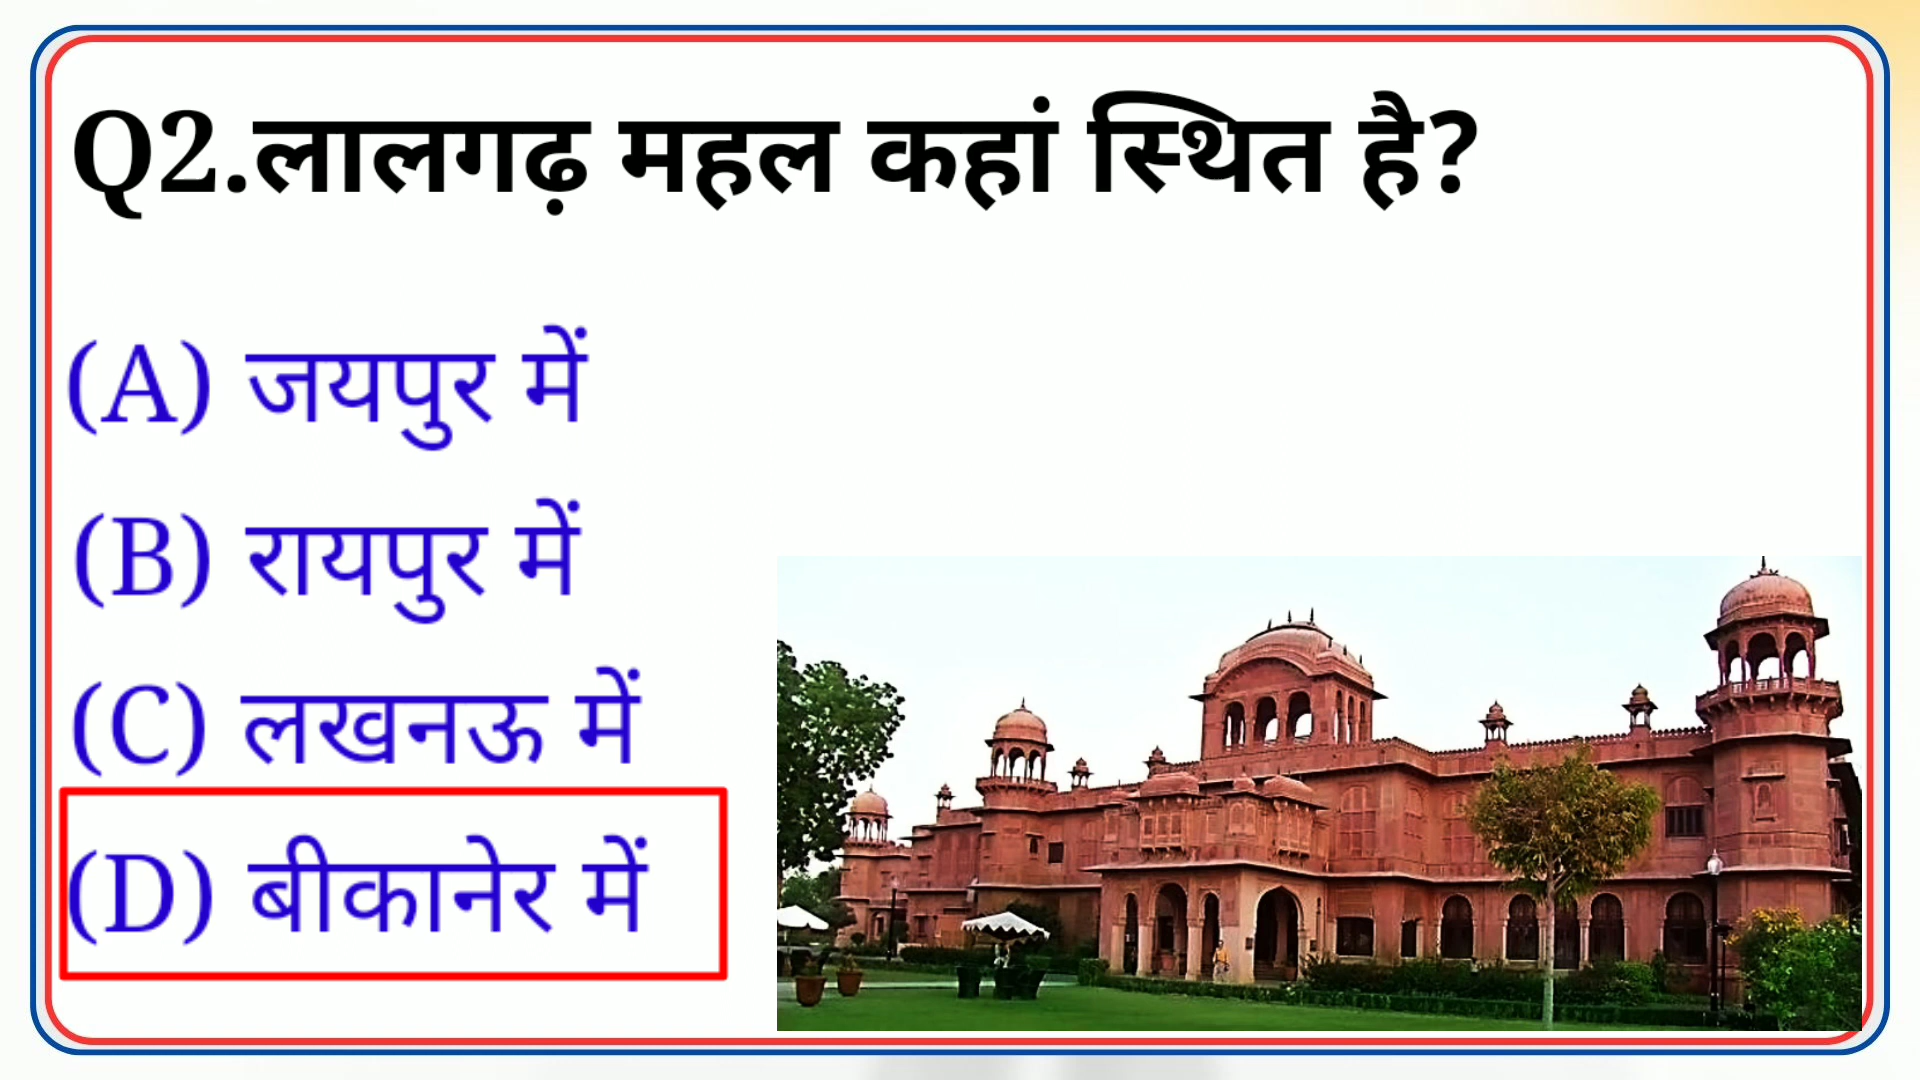 Q2.लालगढ़ महल कहां स्थित है?
(A) जयपुर में
(B) रायपुर में
(C) लखनऊ में
(D) बीकानेर में